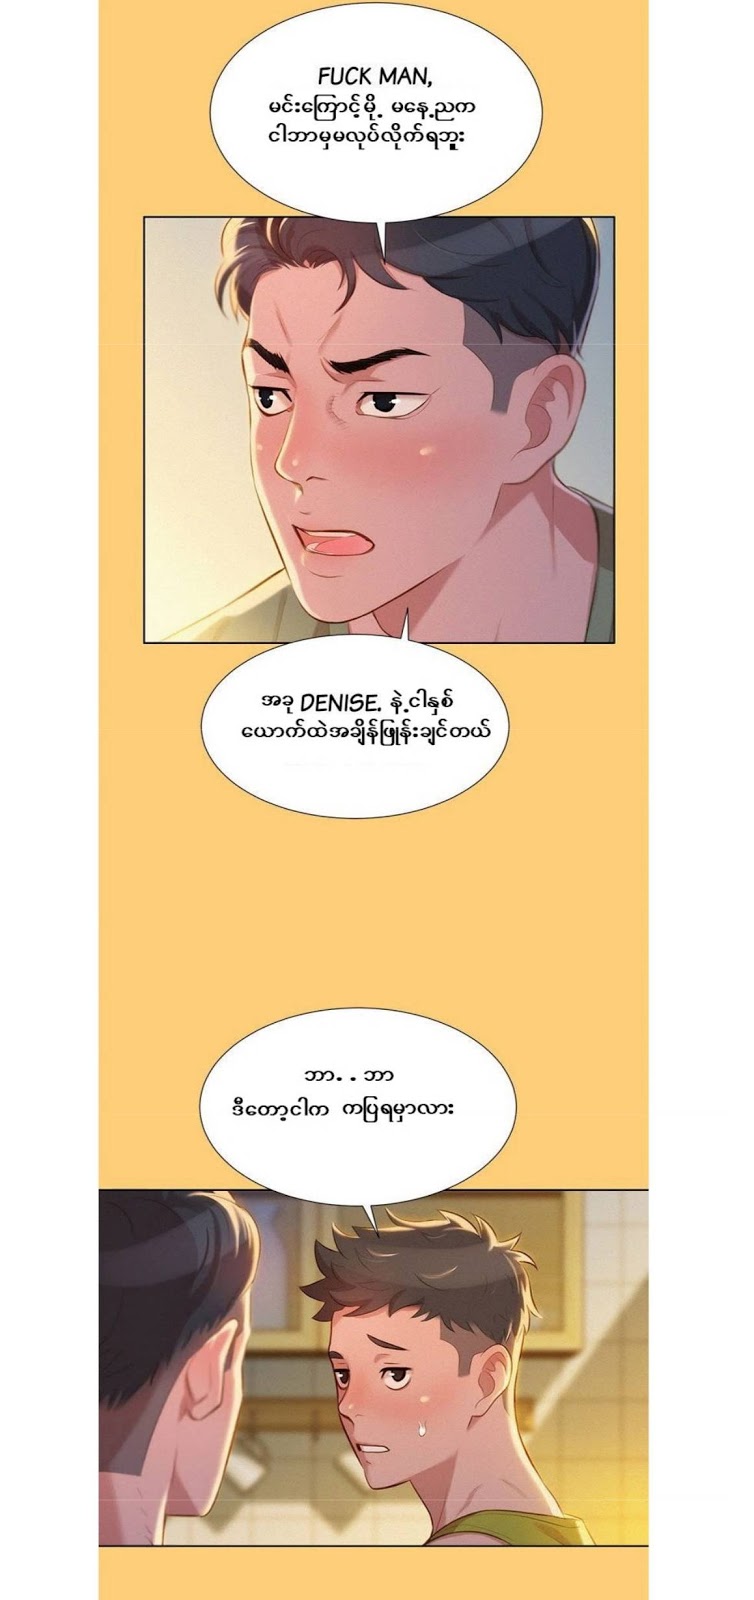 FUCK MAN,
မင်းကြောင့်မို့ မနေ့ညက
ငါဘာမှမလုပ်လိုက်ရဘူး
အခု DENISE. နဲ့ငါနှစ်
ယောက်ထဲအချိန်ဖြုန်းချင်တယ်
ဘာ. . ဘာ
ဒီတော့ငါက ကပြရမှာလား